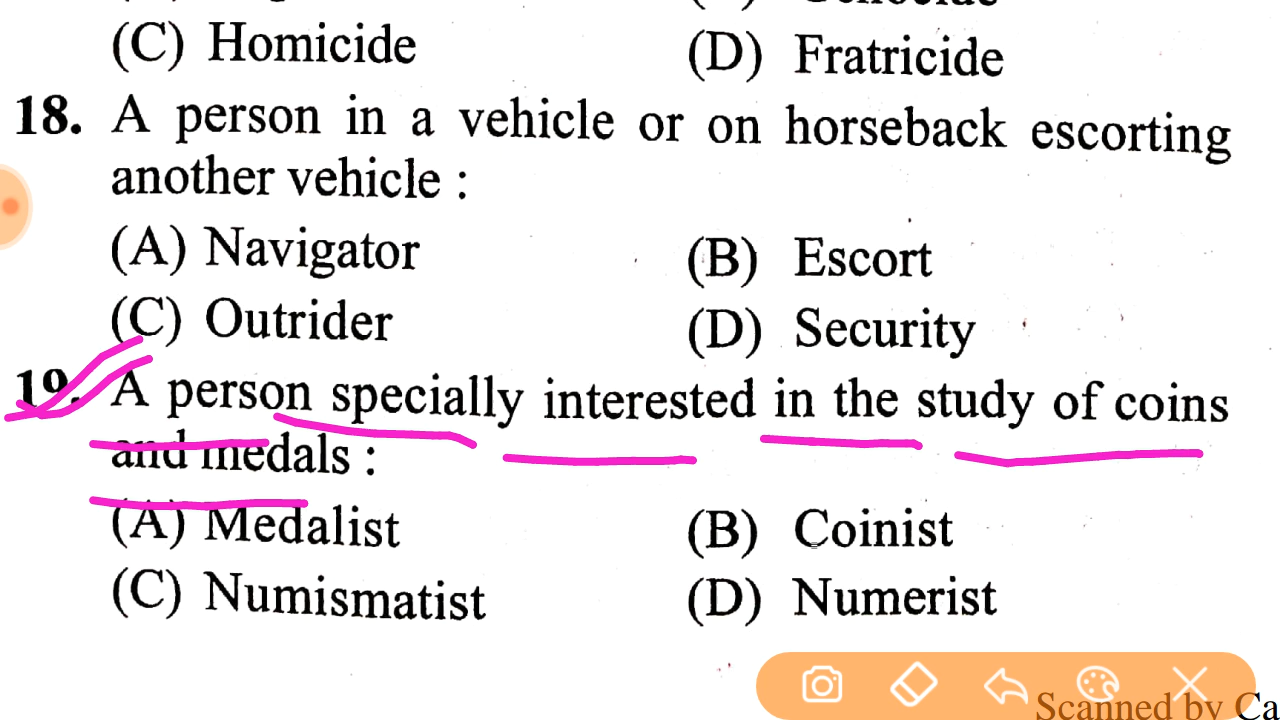 (C) Homicide (D) Fratricide
18. A person in a vehicle or on horseback escorting
another vehicle :
(A) Navigator (B) Escort
(C) Outrider (D) Security
19. A person specially interested in the study of coins
and medals :
(A) Medalist (B) Coinist
(C) Numismatist (D) Numerist
Scanned by Ca